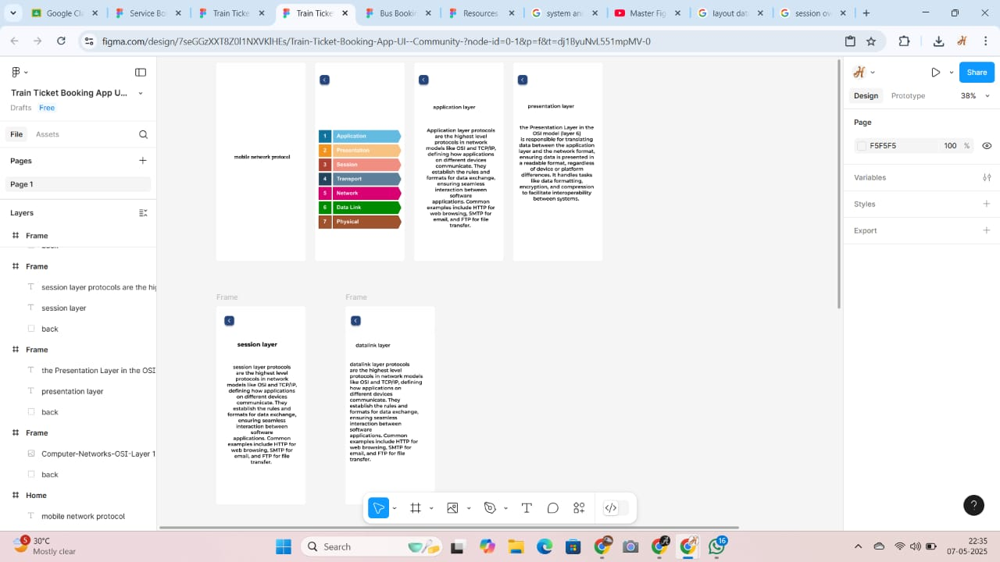 Service Bo
Train Ticke
Train Ticke
Bus Bookin
Resources
system ana
Master Fig
layout data
session ove
figma.com/design/7seGGzXXT8Z0l1NXVKlHEs/Train-Ticket-Booking-App-UI--Community-?node-id=0-1&p=f&t=dj1ByuNvL551mpMV-0
Train Ticket Booking App U...
Drafts
Free
File
Assets
Pages
Page 1
Layers
Frame
back
Frame
session layer protocols are the hig
session layer
back
Frame
the Presentation Layer in the OSI
presentation layer
back
Frame
Computer-Networks-OSI-Layer
back
Home
mobile network protocol
mobile network protocol
1 Application
2 Presentation
3 Session
4 Transport
5 Network
6 Data Link
7 Physical
application layer
Application layer protocols
are the highest level
protocols in network
models like OSI and TCP/IP,
defining how applications
on different devices
communicate. They
establish the rules and
formats for data exchange,
ensuring seamless
interaction between
software
applications. Common
examples include HTTP for
web browsing, SMTP for
email, and FTP for file
transfer.
presentation layer
the Presentation Layer in the
OSI model (layer 6)
is responsible for translating
data between the application
layer and the network format,
ensuring data is presented in
a readable format, regardless
of device or platform
differences. It handles tasks
like data formatting,
encryption, and compression
to facilitate interoperability
between systems.
Frame
session layer
session layer protocols
are the highest level
protocols in network
models like OSI and TCP/IP,
defining how applications
on different devices
communicate. They
establish the rules and
formats for data exchange,
ensuring seamless
interaction between
software
applications. Common
examples include HTTP for
web browsing, SMTP for
email, and FTP for file
transfer.
Frame
datalink layer
datalink layer protocols
are the highest level
protocols in network models
like OSI and TCP/IP, defining
how applications on
different devices
communicate. They
establish the rules and
formats for data exchange,
ensuring seamless
interaction between
software
applications. Common
examples include HTTP for
web browsing, SMTP for
email, and FTP for file
transfer.
Share
Design
Prototype
38%
Page
F5F5F5
100
%
Variables
Styles
Export
?
5
30°C
Mostly clear
Search
16
22:35
07-05-2025